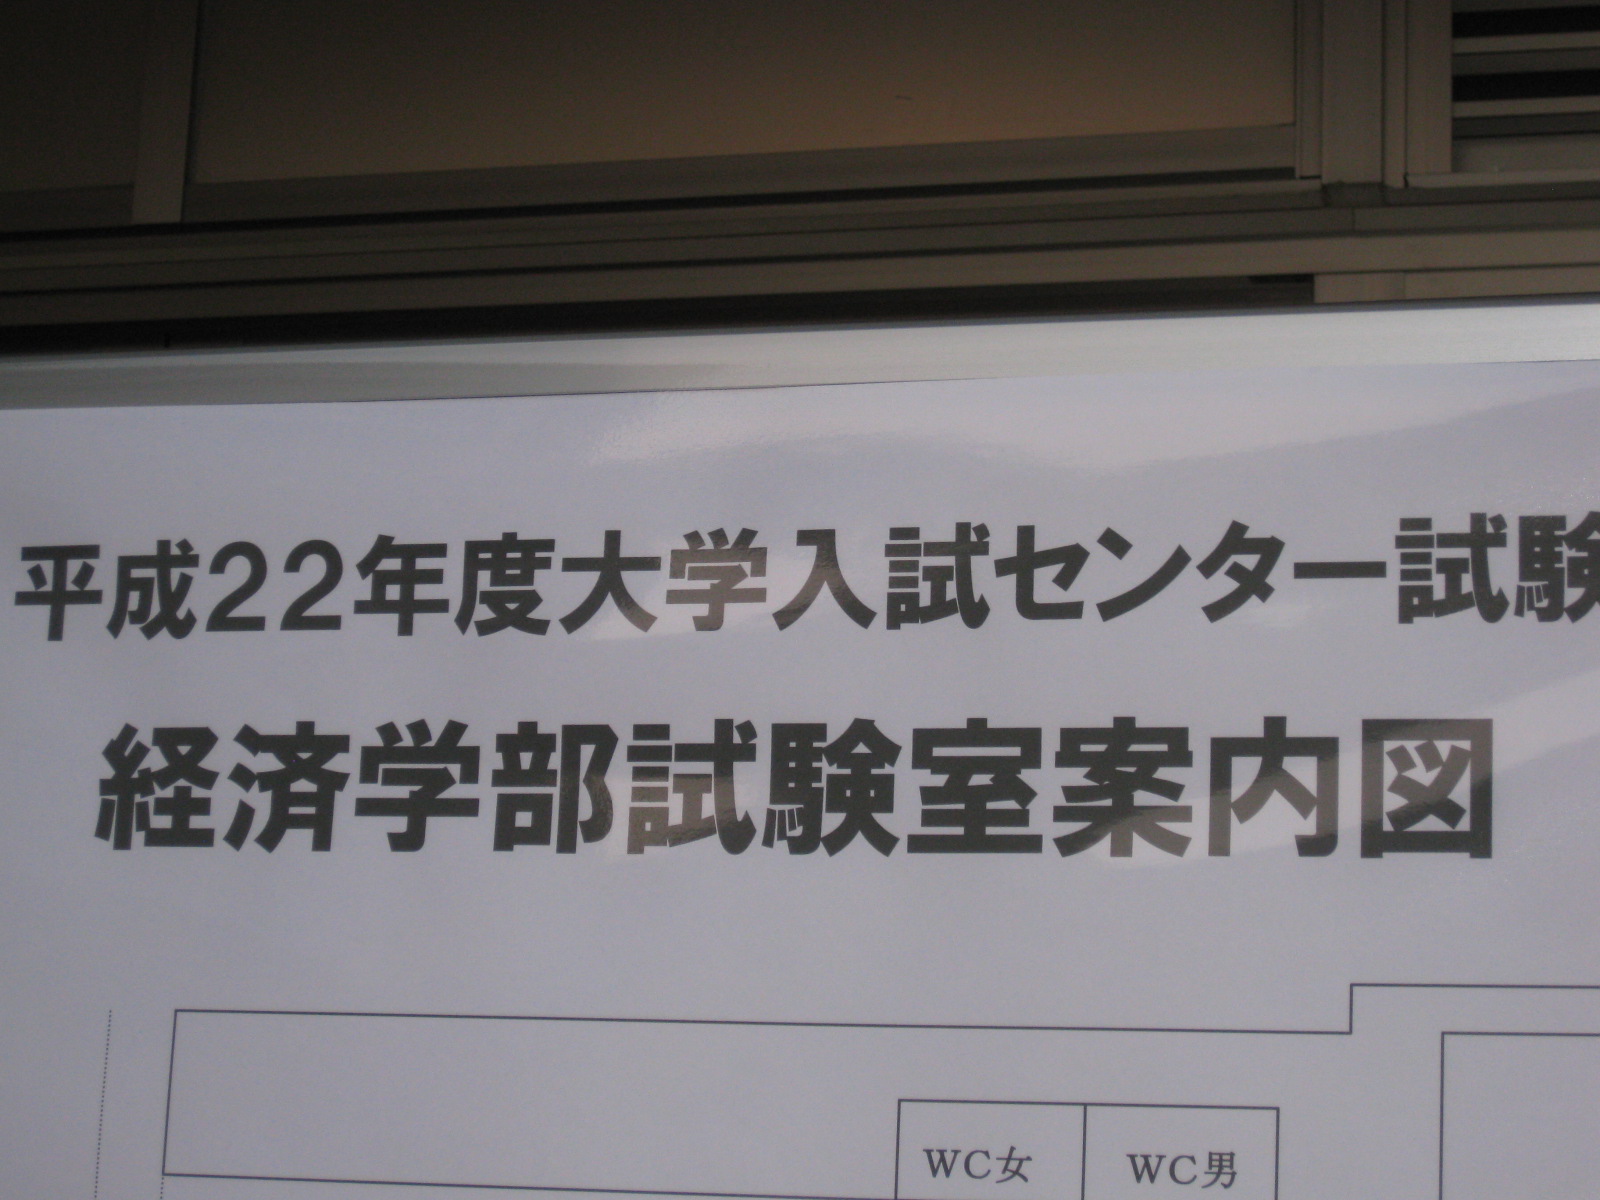 平成22年度大学入試センター試験
経済学部試験室案内図
WC女 WC男